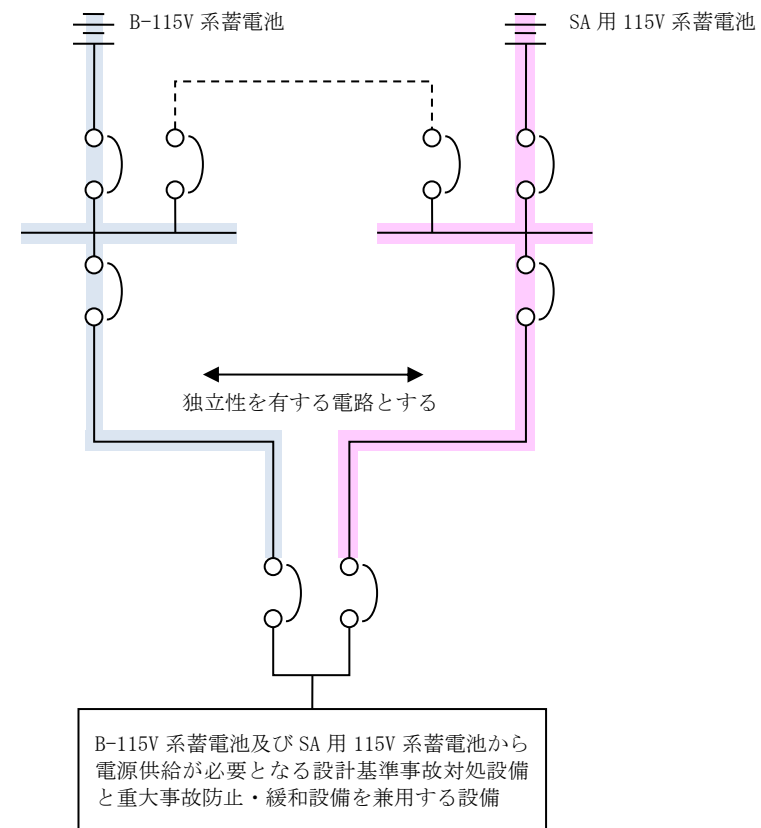 B-115V 系蓄電池
SA 用 115V 系蓄電池
独立性を有する電路とする
B-115V 系蓄電池及び SA 用 115V 系蓄電池から
電源供給が必要となる設計基準事故対処設備
と重大事故防止・緩和設備を兼用する設備